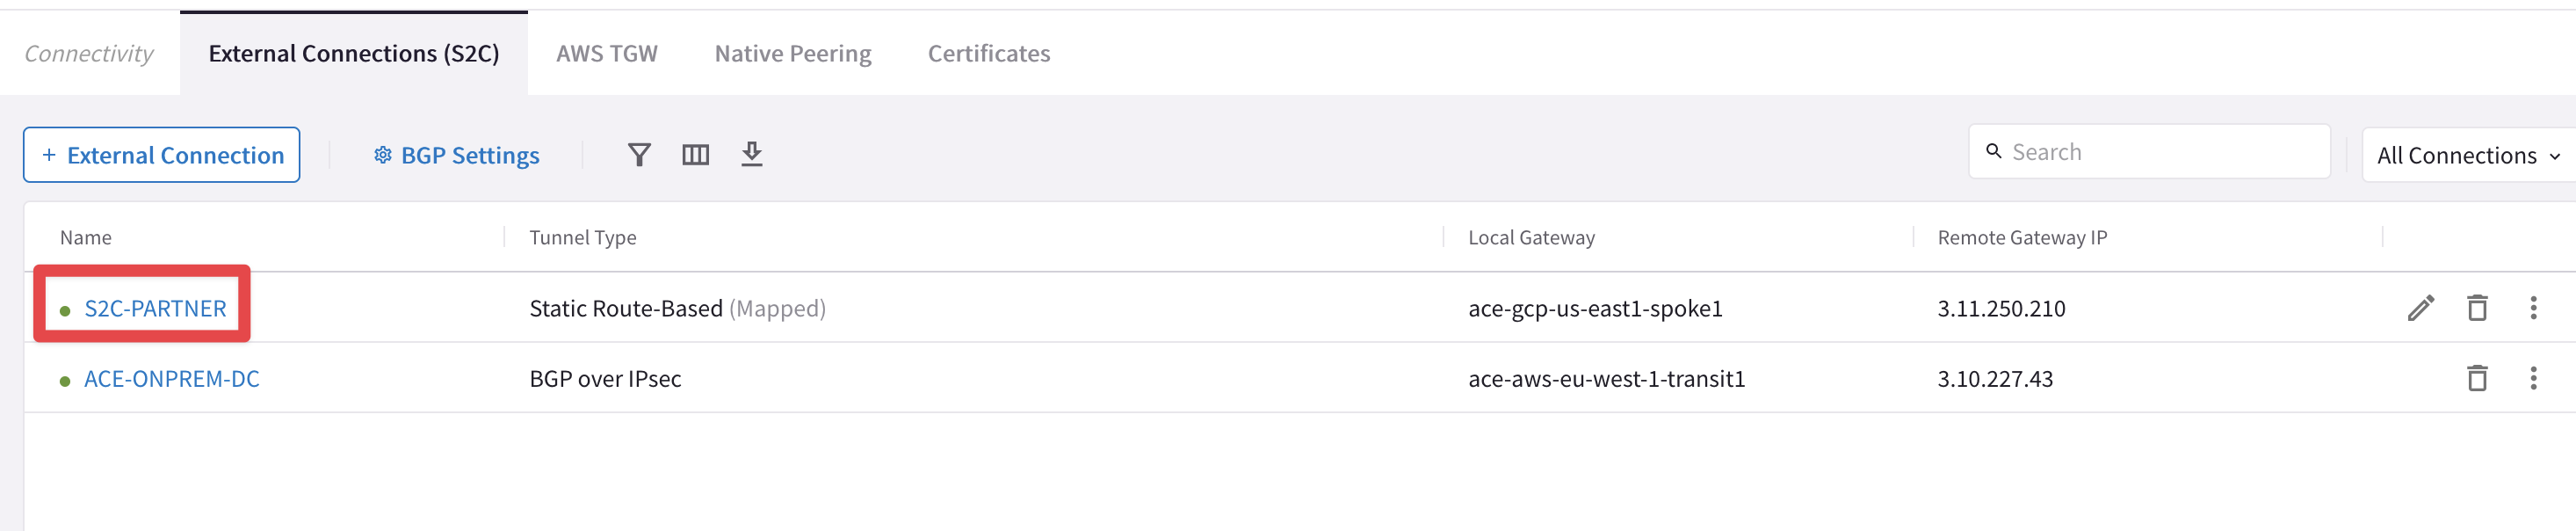 Connectivity External Connections (S2C) AWS TGW Native Peering Certificates
+ External Connection BGP Settings Search All Connections
Name Tunnel Type Local Gateway Remote Gateway IP
S2C-PARTNER Static Route-Based (Mapped) ace-gcp-us-east1-spoke1 3.11.250.210
ACE-ONPREM-DC BGP over IPsec ace-aws-eu-west-1-transit1 3.10.227.43